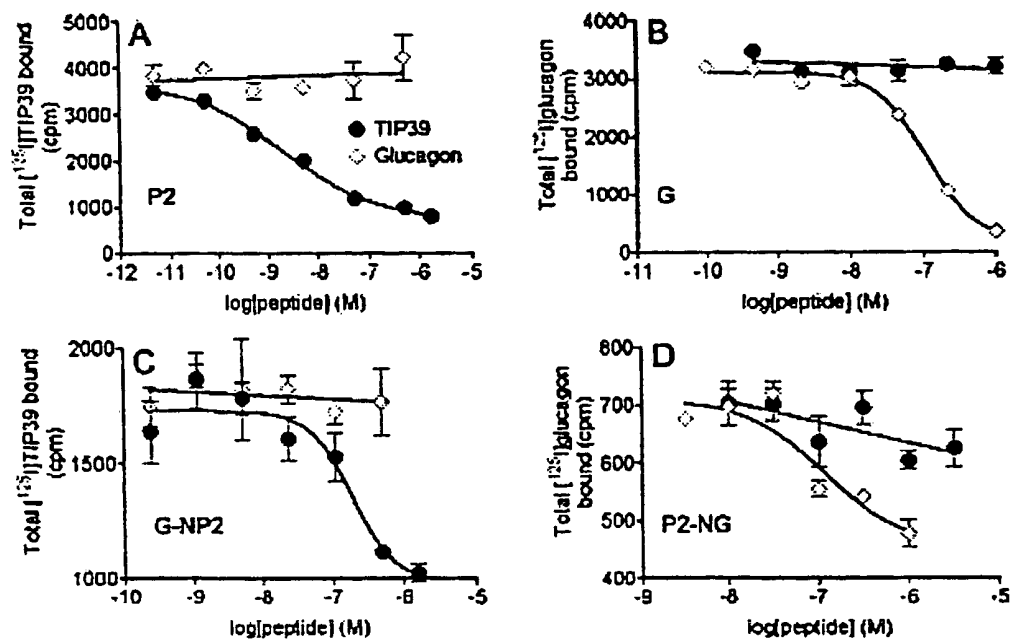 A
Total [125I]TIP39 bound
(cpm)
5000
4000
3000
2000
1000
0
TIP39
Glucagon
P2
-12 -11 -10 -9 -8 -7 -6 -5
log[peptide] (M)
B
Total [125I]glucagon
bound (cpm)
4000
3000
2000
1000
0
G
-11 -10 -9 -8 -7 -6
log[peptide] (M)
C
Total [125I]TIP39 bound
(cpm)
2000
1500
1000
G-NP2
-10 -9 -8 -7 -6 -5
log[peptide] (M)
D
Total [125I]glucagon
bound (cpm)
800
700
600
500
400
P2-NG
-9 -8 -7 -6 -5
log[peptide] (M)